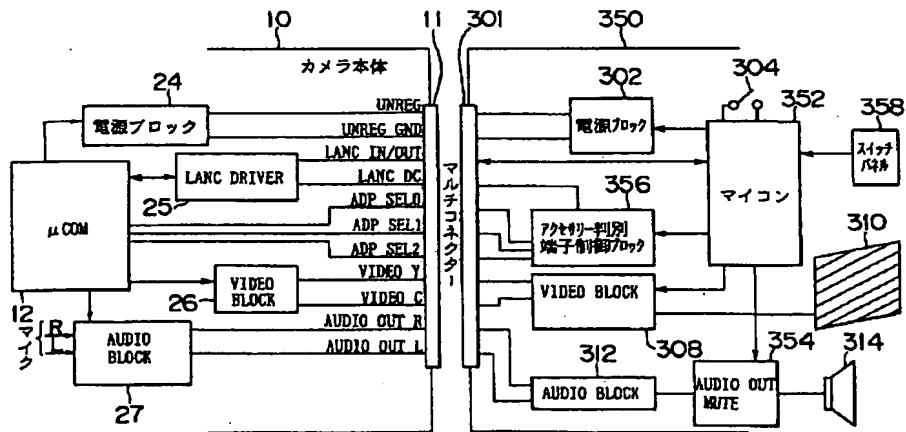 10
11
301
350
カメラ本体
24
電源ブロック
UNREG
UNREG GND
LANC IN/OUT
LANC DC
LANC DRIVER
25
μCOM
12
ADP SEL0
ADP SEL1
ADP SEL2
VIDEO Y
VIDEO C
VIDEO BLOCK
26
AUDIO OUT R
AUDIO OUT L
マイク
R
L
AUDIO BLOCK
27
マルチコネクター
302
電源ブロック
304
352
マイコン
358
スイッチ
パネル
356
アクセサリー判別
端子制御ブロック
VIDEO BLOCK
308
310
312
AUDIO BLOCK
354
AUDIO OUT
MUTE
314